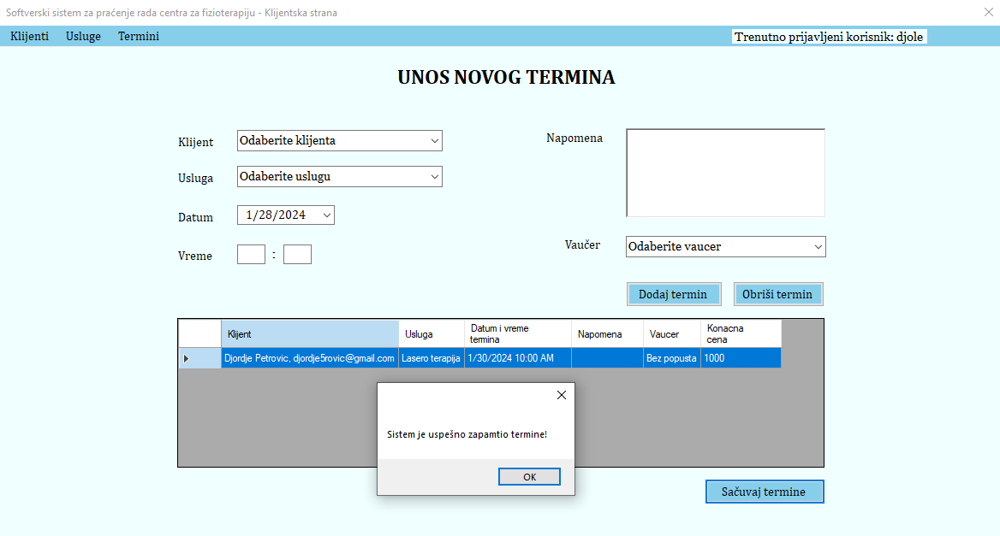 Softverski sistem za praćenje rada centra za fizioterapiju - Klijentska strana
Klijenti Usluge Termini
Trenutno prijavljeni korisnik: djole
UNOS NOVOG TERMINA
Klijent
Odaberite klijenta
Usluga
Odaberite uslugu
Datum
1/28/2024
Vreme
:
Napomena
Vaučer
Odaberite vaucer
Dodaj termin
Obriši termin
Klijent
Usluga
Datum i vreme
termina
Napomena
Vaucer
Konacna
cena
Djordje Petrovic, djordje5rovic@gmail.com
Lasero terapija
1/30/2024 10:00 AM
Bez popusta
1000
Sistem je uspešno zapamtio termine!
OK
Sačuvaj termine